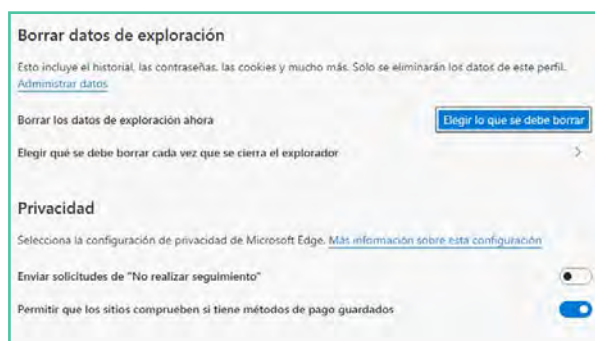 Borrar datos de exploración
Esto incluye el historial, las contraseñas, las cookies y mucho más. Solo se eliminarán los datos de este perfil.
Administrar datos
Borrar los datos de exploración ahora
Elegir lo que se debe borrar
Elegir qué se debe borrar cada vez que se cierra el explorador
Privacidad
Selecciona la configuración de privacidad de Microsoft Edge. Más información sobre esta configuración
Enviar solicitudes de "No realizar seguimiento"
Permitir que los sitios comprueben si tiene métodos de pago guardados